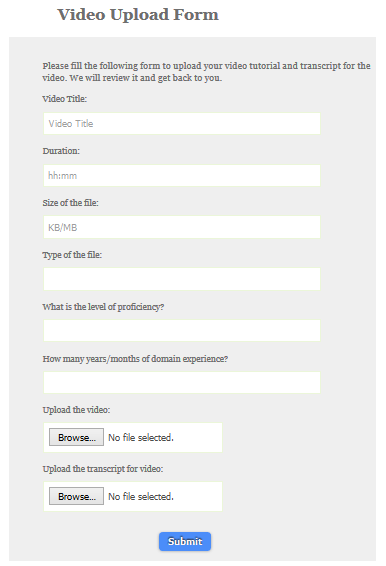 Video Upload Form
Please fill the following form to upload your video tutorial and transcript for the
video. We will review it and get back to you.
Video Title:
Video Title
Duration:
hh:mm
Size of the file:
KB/MB
Type of the file:
What is the level of proficiency?
How many years/months of domain experience?
Upload the video:
Browse... No file selected.
Upload the transcript for video:
Browse... No file selected.
Submit